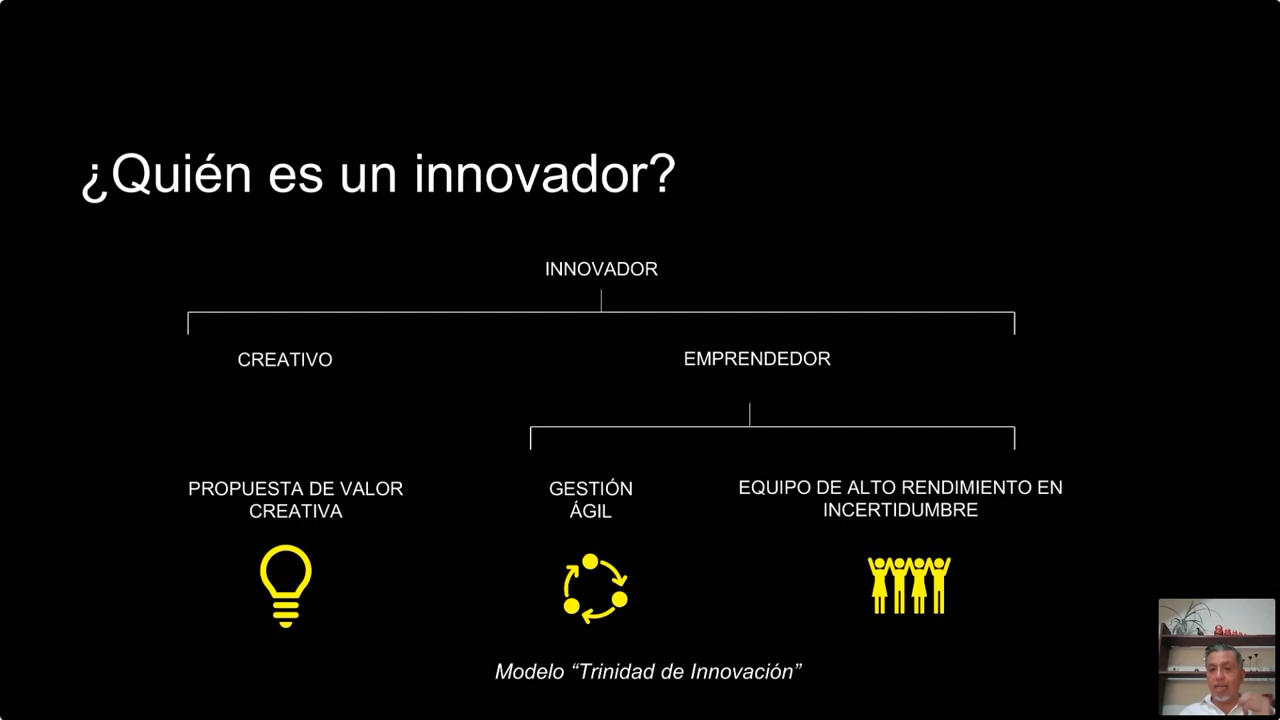 ¿Quién es un innovador?
INNOVADOR
CREATIVO
EMPRENDEDOR
PROPUESTA DE VALOR
CREATIVA
GESTIÓN
ÁGIL
EQUIPO DE ALTO RENDIMIENTO EN
INCERTIDUMBRE
Modelo “Trinidad de Innovación”